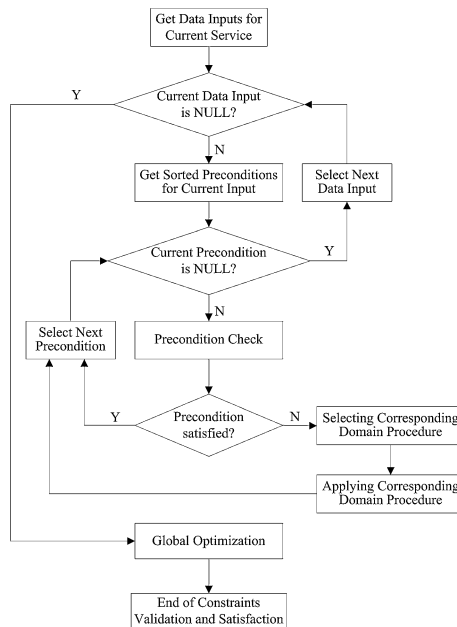 Get Data Inputs for
Current Service
Y
Current Data Input
is NULL?
N
Get Sorted Preconditions
for Current Input
Select Next
Data Input
Current Precondition
is NULL?
Y
N
Select Next
Precondition
Precondition Check
Y
Precondition
satisfied?
N
Selecting Corresponding
Domain Procedure
Applying Corresponding
Domain Procedure
Global Optimization
End of Constraints
Validation and Satisfaction